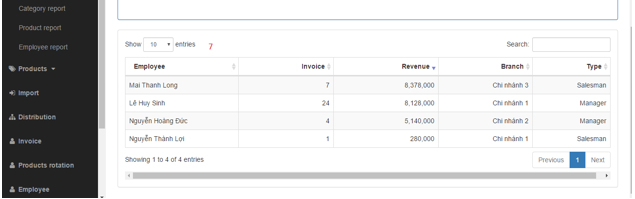 Category report
Product report
Employee report
Products
Import
Distribution
Invoice
Products rotation
Employee
Show 10 entries 7 Search:
Employee Invoice Revenue Branch Type
Mai Thanh Long 7 8,378,000 Chi nhánh 3 Salesman
Lê Huy Sinh 24 8,128,000 Chi nhánh 1 Manager
Nguyễn Hoàng Đức 4 5,140,000 Chi nhánh 2 Manager
Nguyễn Thành Lợi 1 280,000 Chi nhánh 1 Salesman
Showing 1 to 4 of 4 entries Previous 1 Next